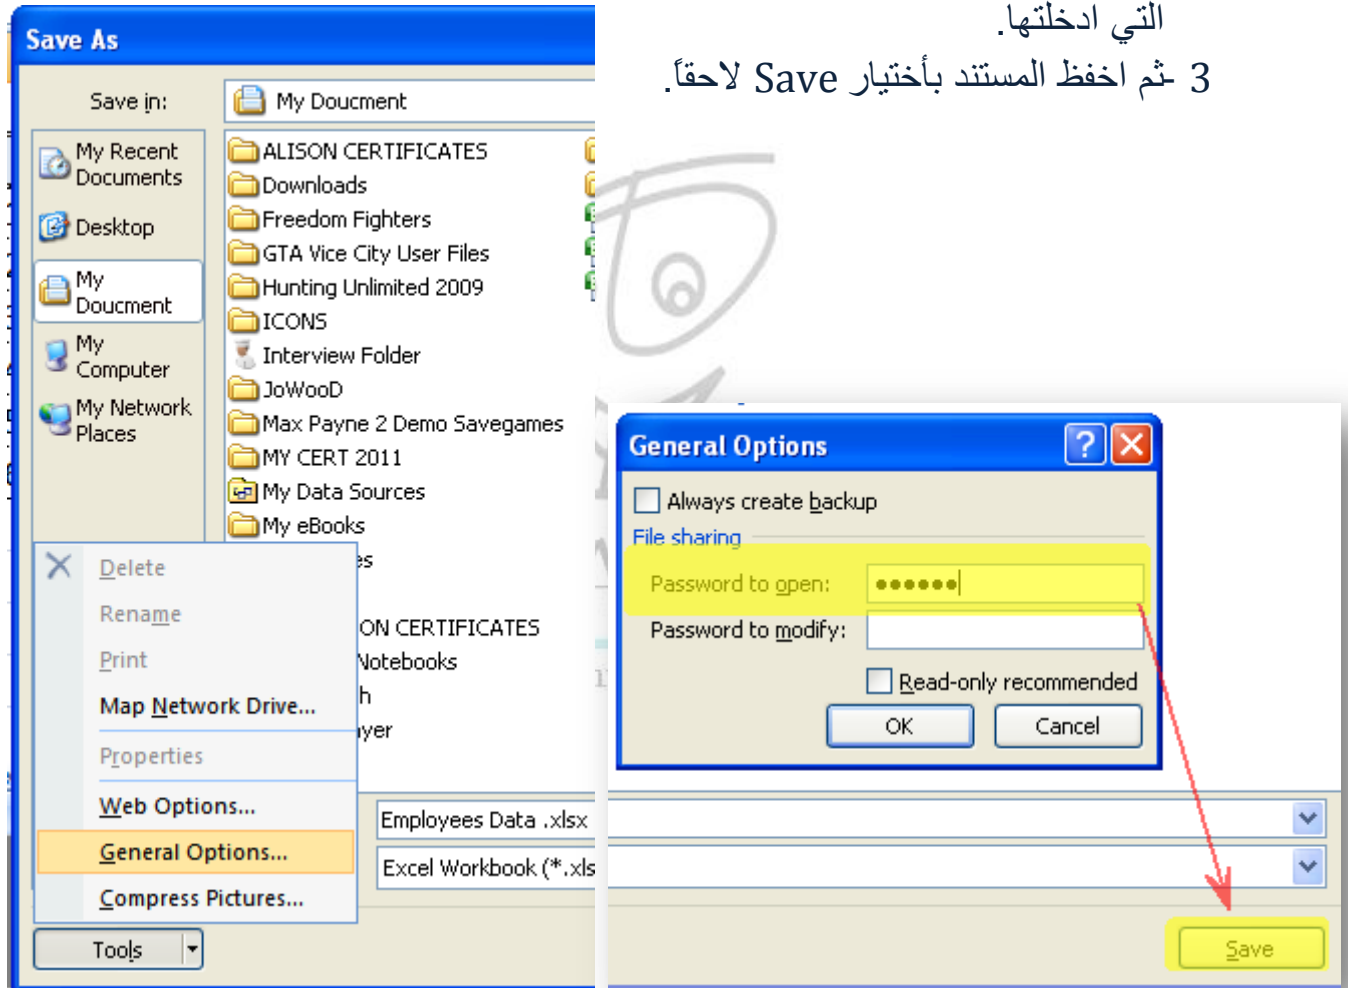 التي ادخلتها.
3 -ثم اخفظ المستند بأختيار Save لاحقاً.
Save As
Save in:
My Doucment
My Recent
Documents
Desktop
My
Doucment
My
Computer
My Network
Places
ALISON CERTIFICATES
Downloads
Freedom Fighters
GTA Vice City User Files
Hunting Unlimited 2009
ICONS
Interview Folder
JoWooD
Max Payne 2 Demo Savegames
MY CERT 2011
My Data Sources
My eBooks
es
ON CERTIFICATES
Notebooks
h
yer
Delete
Rename
Print
Map Network Drive...
Properties
Web Options...
General Options...
Compress Pictures...
Tools
Employees Data .xlsx
Excel Workbook (*.xls
General Options
Always create backup
File sharing
Password to open:
Password to modify:
Read-only recommended
OK
Cancel
Save